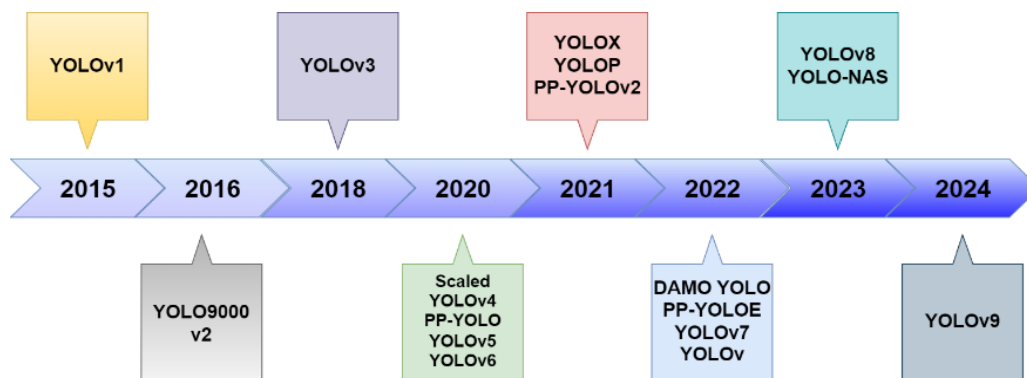 YOLOv1
YOLOv3
YOLOX
YOLOP
PP-YOLOv2
YOLOv8
YOLO-NAS
2015
2016
2018
2020
2021
2022
2023
2024
YOLO9000
v2
Scaled
YOLOv4
PP-YOLO
YOLOv5
YOLOv6
DAMO YOLO
PP-YOLOE
YOLOv7
YOLOv
YOLOv9